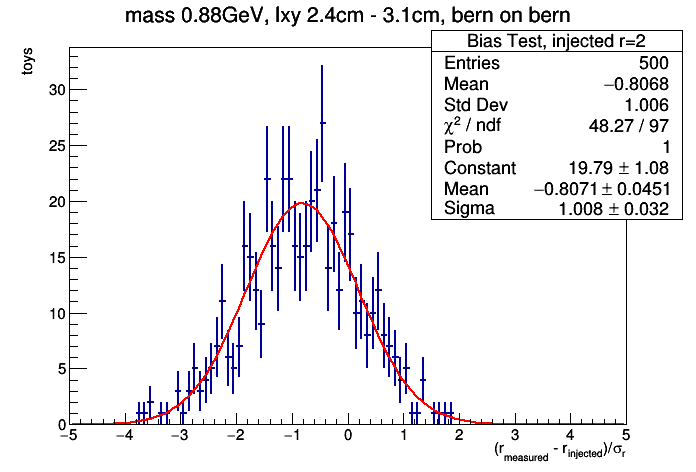 mass 0.88GeV, lxy 2.4cm - 3.1cm, bern on bern
Bias Test, injected r=2
Entries 500
Mean −0.8068
Std Dev 1.006
χ² / ndf 48.27 / 97
Prob 1
Constant 19.79 ± 1.08
Mean −0.8071 ± 0.0451
Sigma 1.008 ± 0.032
toys
30
25
20
15
10
5
0
−5 −4 −3 −2 −1 0 1 2 3 4 5
(r_measured - r_injected)/σ_r